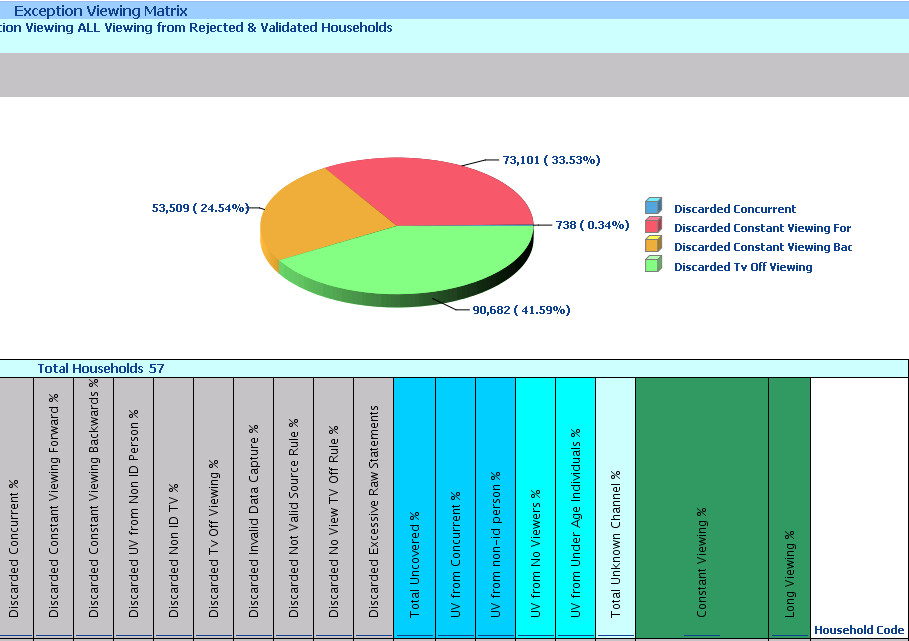 Exception Viewing Matrix
tion Viewing ALL Viewing from Rejected & Validated Households
73,101 ( 33.53%)
53,509 ( 24.54%)
738 ( 0.34%)
90,682 ( 41.59%)
Discarded Concurrent
Discarded Constant Viewing For
Discarded Constant Viewing Bac
Discarded Tv Off Viewing
Total Households 57
Discarded Concurrent %
Discarded Constant Viewing Forward %
Discarded Constant Viewing Backwards %
Discarded UV from Non ID Person %
Discarded Non ID TV %
Discarded Tv Off Viewing %
Discarded Invalid Data Capture %
Discarded Not Valid Source Rule %
Discarded No View TV Off Rule %
Discarded Excessive Raw Statements
Total Uncovered %
UV from Concurrent %
UV from non-id person %
UV from No Viewers %
UV from Under Age Individuals %
Total Unknown Channel %
Constant Viewing %
Long Viewing %
Household Code